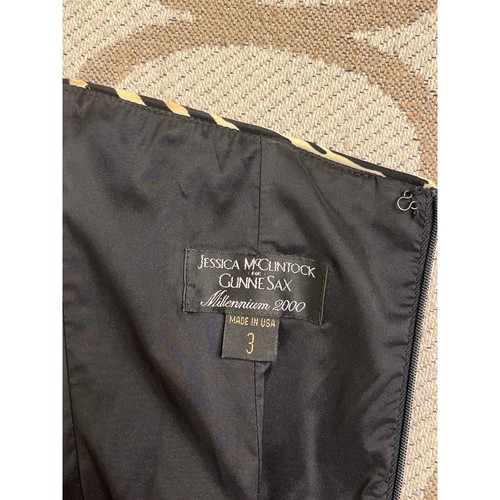 JESSICA McCLINTOCK
· FOR ·
GUNNE SAX
Millennium 2000
MADE IN USA
3